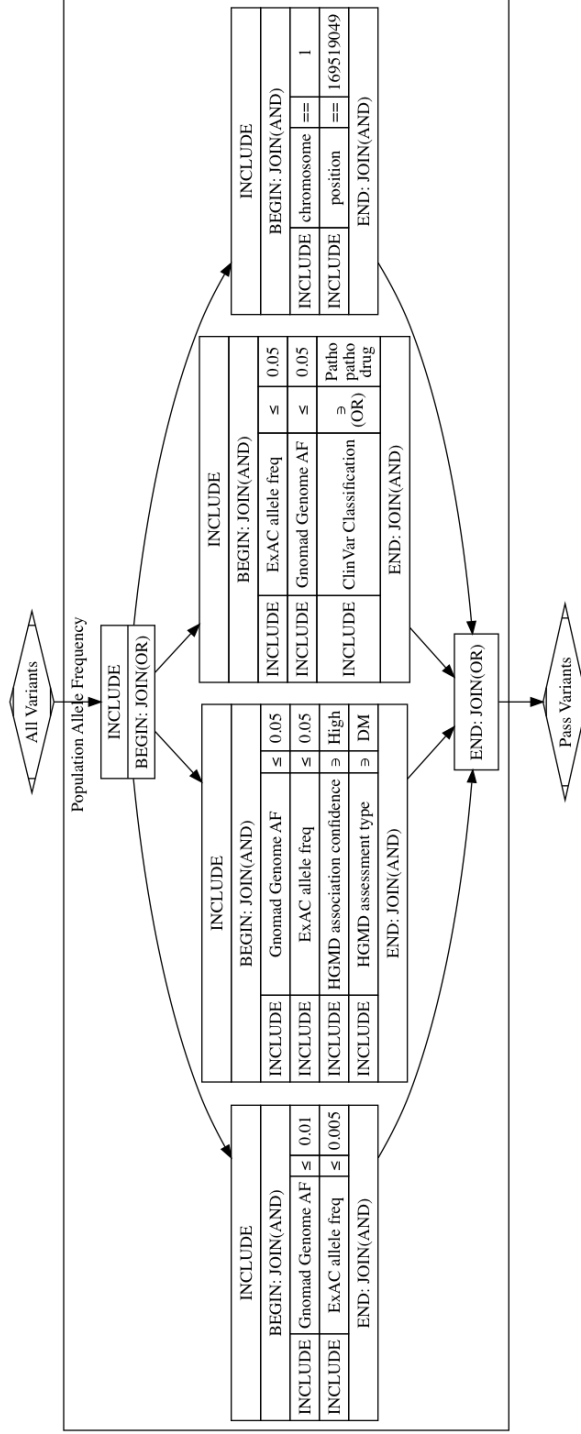 All Variants
Population Allele Frequency
INCLUDE
BEGIN: JOIN(OR)
INCLUDE
BEGIN: JOIN(AND)
INCLUDE Gnomad Genome AF ≤ 0.01
INCLUDE ExAC allele freq ≤ 0.005
END: JOIN(AND)
INCLUDE
BEGIN: JOIN(AND)
INCLUDE Gnomad Genome AF ≤ 0.05
INCLUDE ExAC allele freq ≤ 0.05
INCLUDE HGMD association confidence ∋ High
INCLUDE HGMD assessment type ∋ DM
END: JOIN(AND)
INCLUDE
BEGIN: JOIN(AND)
INCLUDE ExAC allele freq ≤ 0.05
INCLUDE Gnomad Genome AF ≤ 0.05
INCLUDE ClinVar Classification ∋ (OR) Patho
patho
drug
END: JOIN(AND)
INCLUDE
BEGIN: JOIN(AND)
INCLUDE chromosome == 1
INCLUDE position == 169519049
END: JOIN(AND)
END: JOIN(OR)
Pass Variants